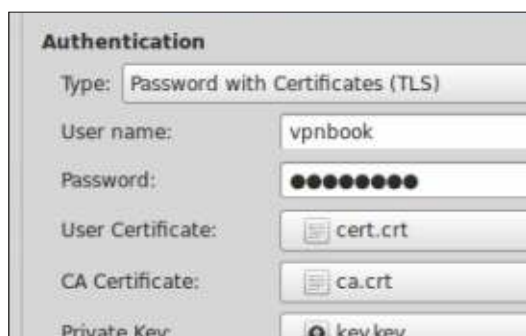 Authentication
Type: Password with Certificates (TLS)
User name: vpnbook
Password: ●●●●●●●●
User Certificate: cert.crt
CA Certificate: ca.crt
Private Key: key.key